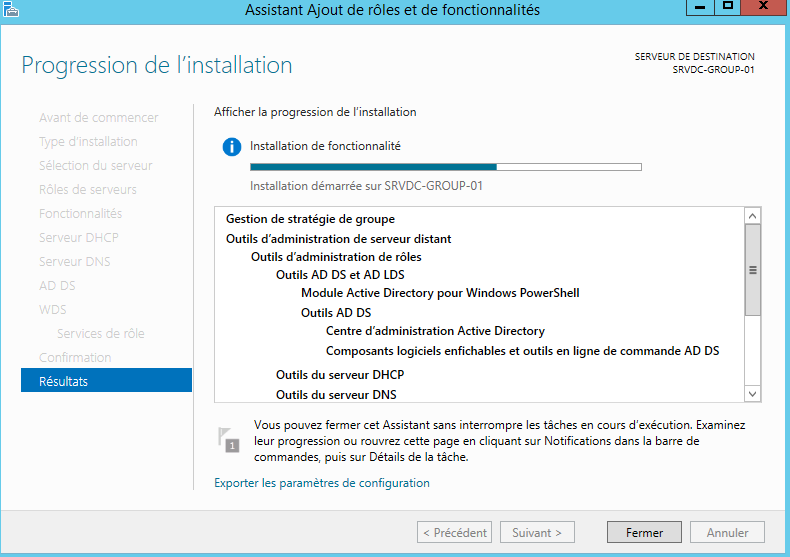 Assistant Ajout de rôles et de fonctionnalités
Progression de l'installation
SERVEUR DE DESTINATION
SRVDC-GROUP-01
Avant de commencer
Type d'installation
Sélection du serveur
Rôles de serveurs
Fonctionnalités
Serveur DHCP
Serveur DNS
AD DS
WDS
Services de rôle
Confirmation
Résultats
Afficher la progression de l'installation
Installation de fonctionnalité
Installation démarrée sur SRVDC-GROUP-01
Gestion de stratégie de groupe
Outils d'administration de serveur distant
Outils d'administration de rôles
Outils AD DS et AD LDS
Module Active Directory pour Windows PowerShell
Outils AD DS
Centre d'administration Active Directory
Composants logiciels enfichables et outils en ligne de commande AD DS
Outils du serveur DHCP
Outils du serveur DNS
1
Vous pouvez fermer cet Assistant sans interrompre les tâches en cours d'exécution. Examinez
leur progression ou rouvrez cette page en cliquant sur Notifications dans la barre de
commandes, puis sur Détails de la tâche.
Exporter les paramètres de configuration
< Précédent
Suivant >
Fermer
Annuler